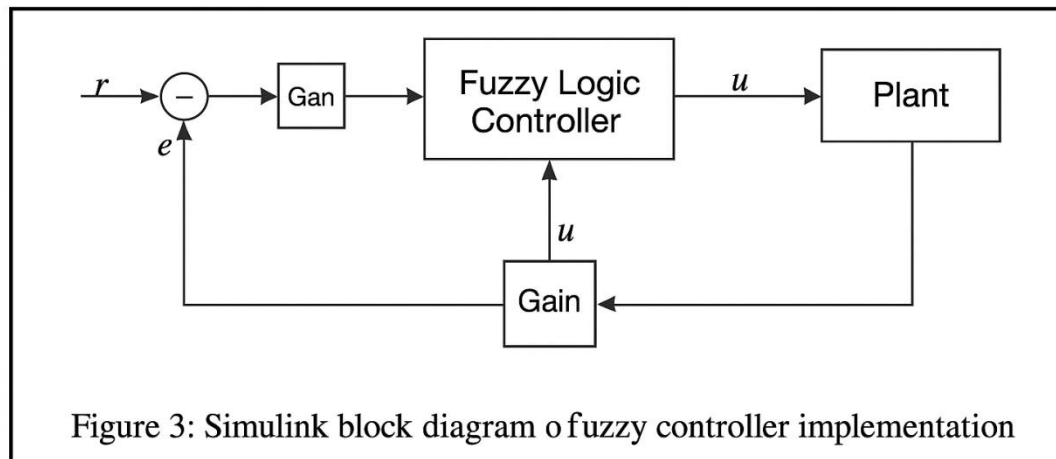 r
e
Gan
Fuzzy Logic
Controller
u
Plant
u
Gain
Figure 3: Simulink block diagram o fuzzy controller implementation